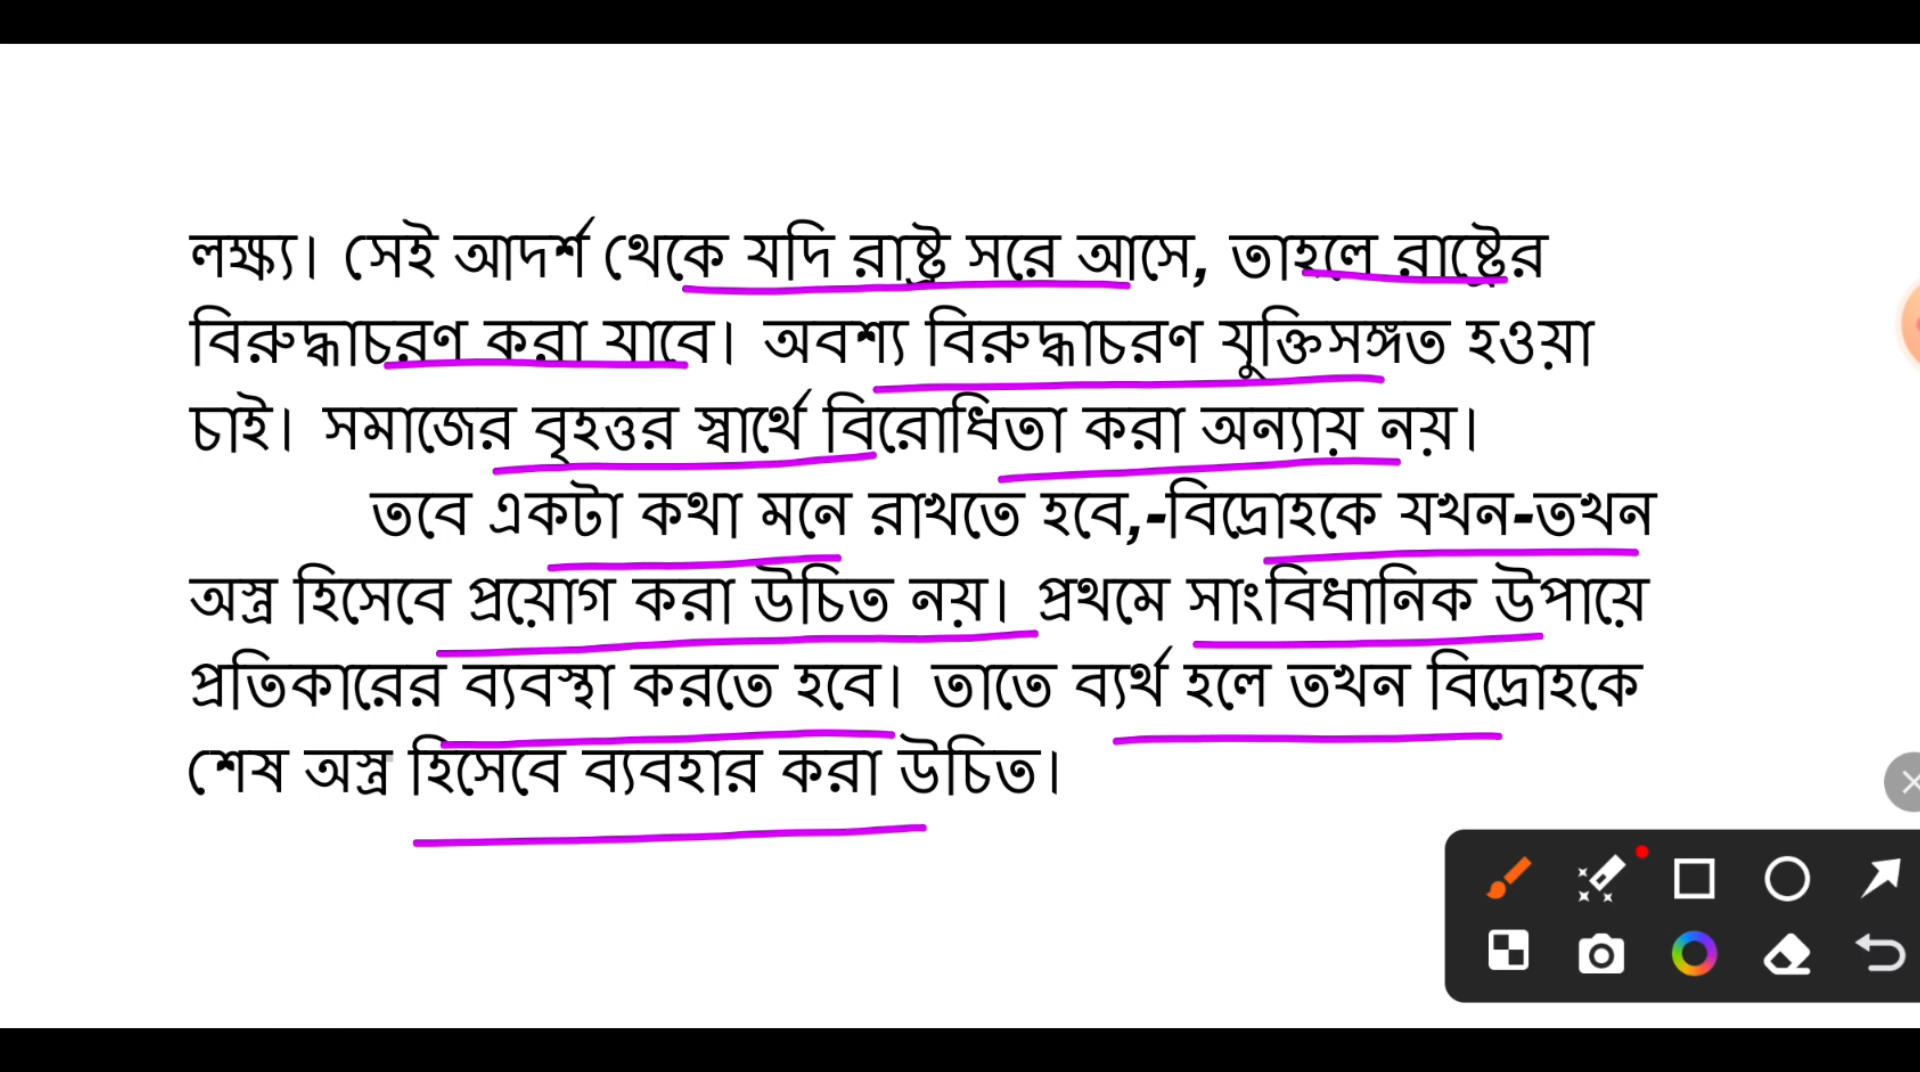 লক্ষ্য। সেই আদর্শ থেকে যদি রাষ্ট্র সরে আসে, তাহলে রাষ্ট্রের
বিরুদ্ধাচরণ করা যাবে। অবশ্য বিরুদ্ধাচরণ যুক্তিসঙ্গত হওয়া
চাই। সমাজের বৃহত্তর স্বার্থে বিরোধিতা করা অন্যায় নয়।
তবে একটা কথা মনে রাখতে হবে,-বিদ্রোহকে যখন-তখন
অস্ত্র হিসেবে প্রয়োগ করা উচিত নয়। প্রথমে সাংবিধানিক উপায়ে
প্রতিকারের ব্যবস্থা করতে হবে। তাতে ব্যর্থ হলে তখন বিদ্রোহকে
শেষ অস্ত্র হিসেবে ব্যবহার করা উচিত।